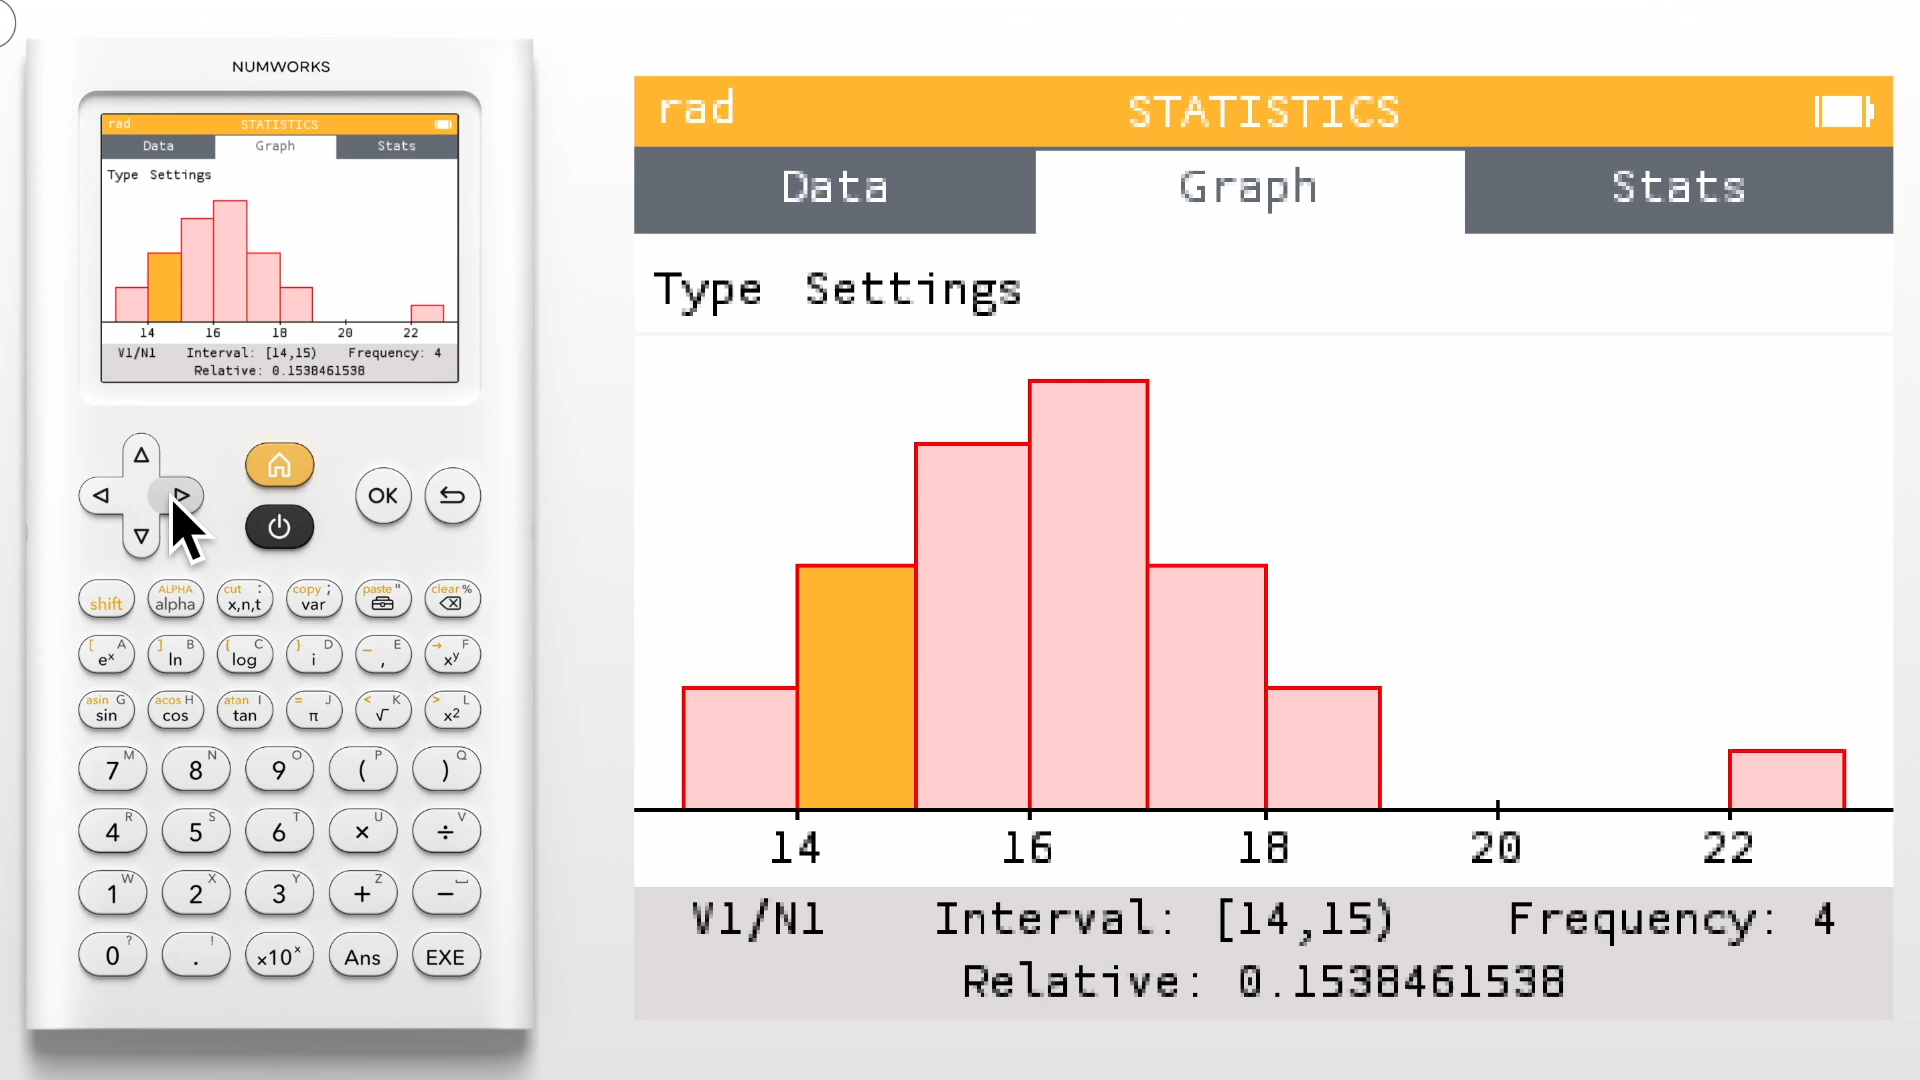 NUMWORKS
rad STATISTICS
Data Graph Stats
Type Settings
14 16 18 20 22
V1/N1 Interval: [14,15) Frequency: 4
Relative: 0.1538461538
OK
shift ALPHA alpha cut : x,n,t copy ; var paste " clear %
[ A eˣ ] B ln { C log } D i _ E , → F xʸ
asin G sin acos H cos atan I tan = J π < K √ > L x²
7 M 8 N 9 O ( P ) Q
4 R 5 S 6 T × U ÷ V
1 W 2 X 3 Y + Z −
0 ? . ! ×10ˣ Ans EXE
rad STATISTICS
Data Graph Stats
Type Settings
14 16 18 20 22
V1/N1 Interval: [14,15) Frequency: 4
Relative: 0.1538461538